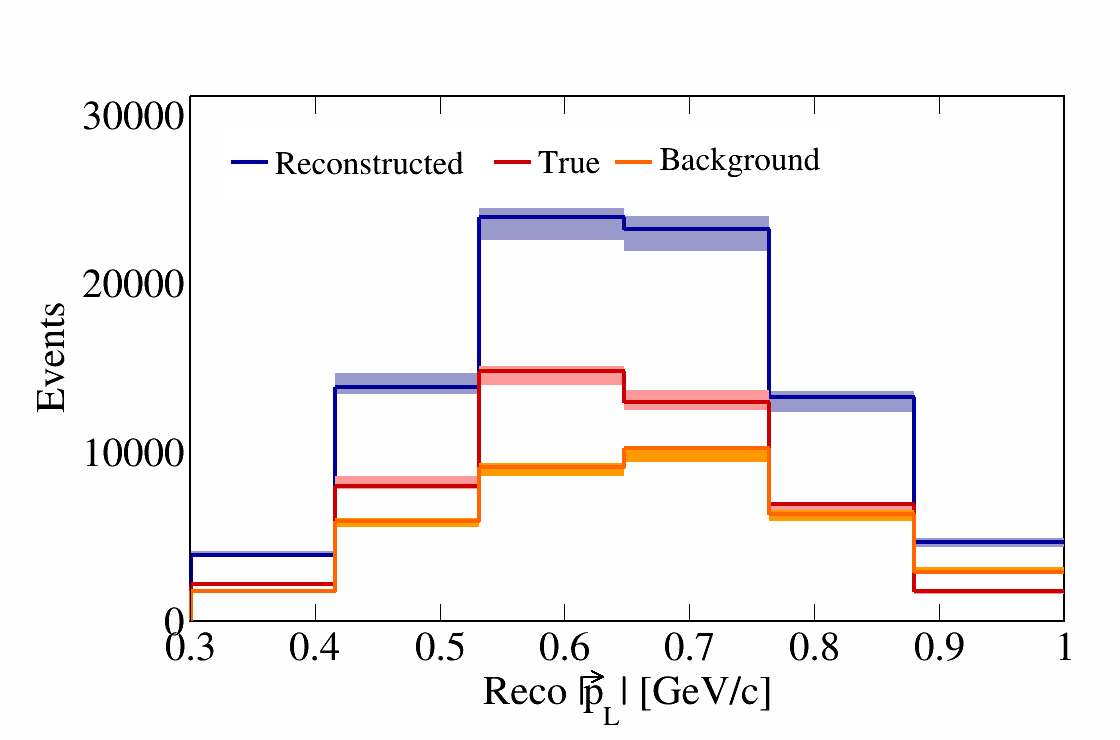 30000
Reconstructed True Background
20000
10000
0
Events
0.3 0.4 0.5 0.6 0.7 0.8 0.9 1
Reco |p⃗_L| [GeV/c]